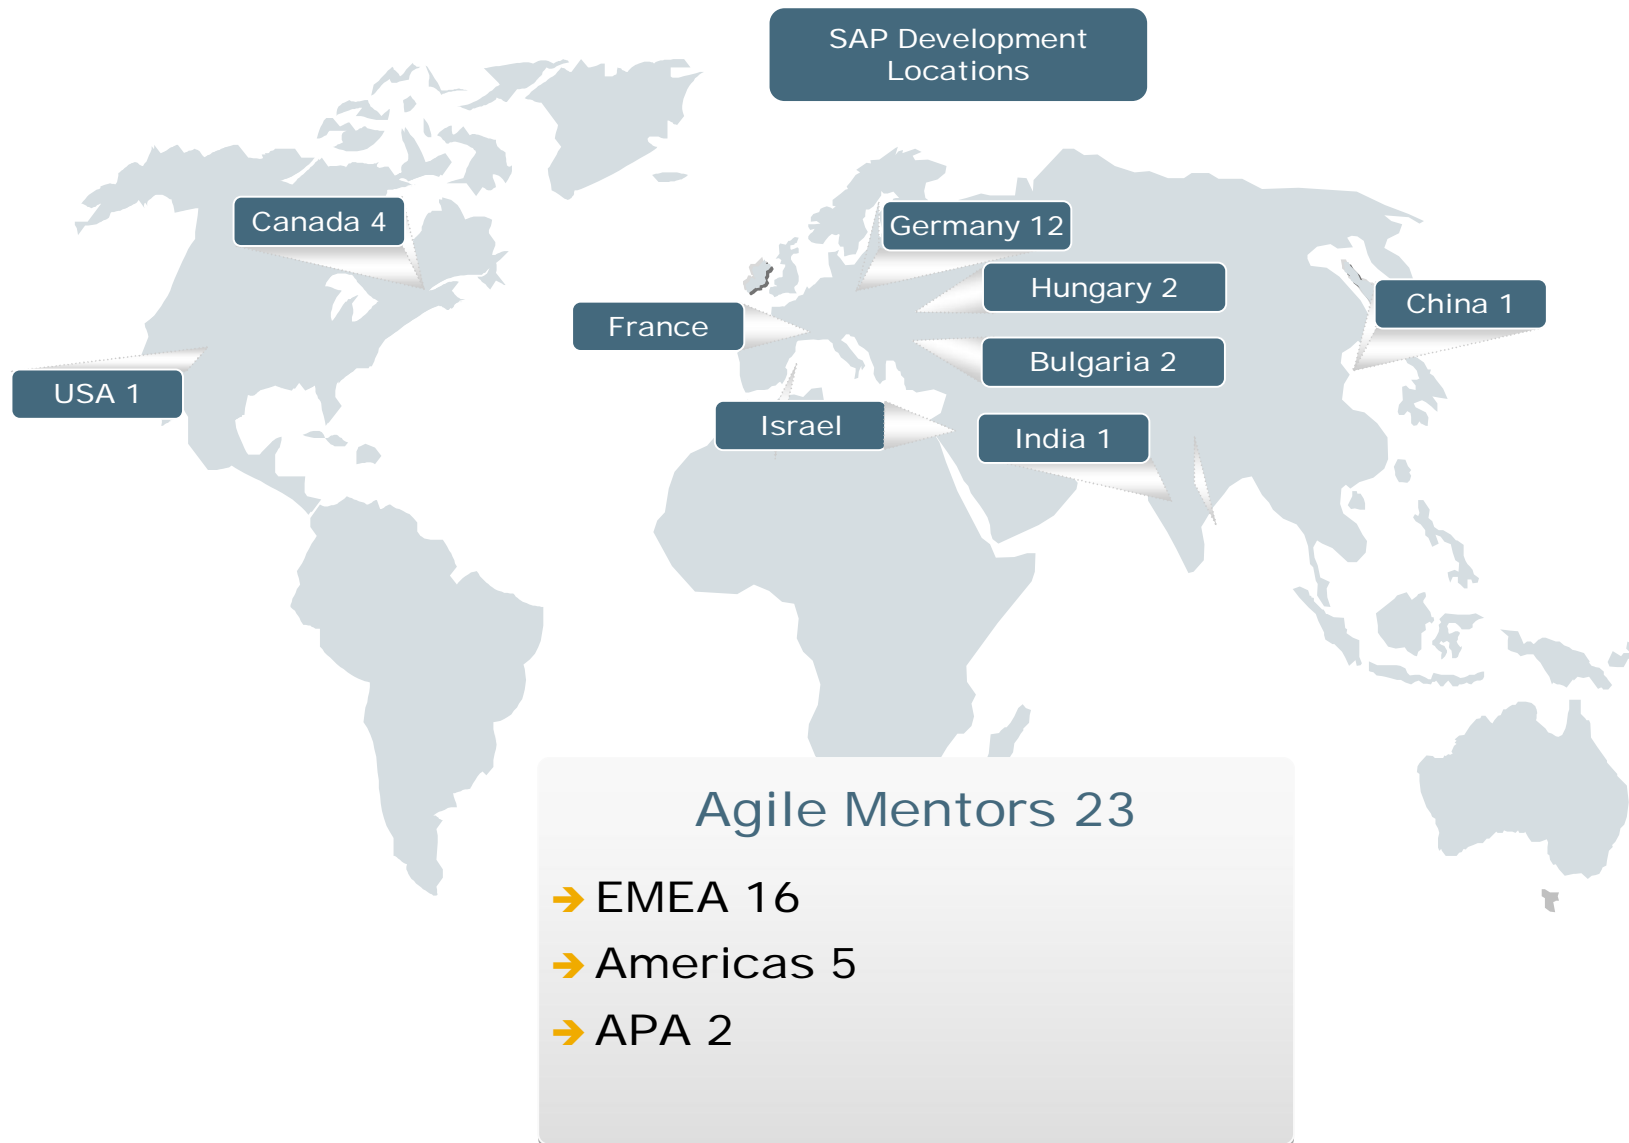 SAP Development
Locations
Canada 4
Germany 12
Hungary 2
China 1
France
Bulgaria 2
USA 1
Israel
India 1
Agile Mentors 23
EMEA 16
Americas 5
APA 2